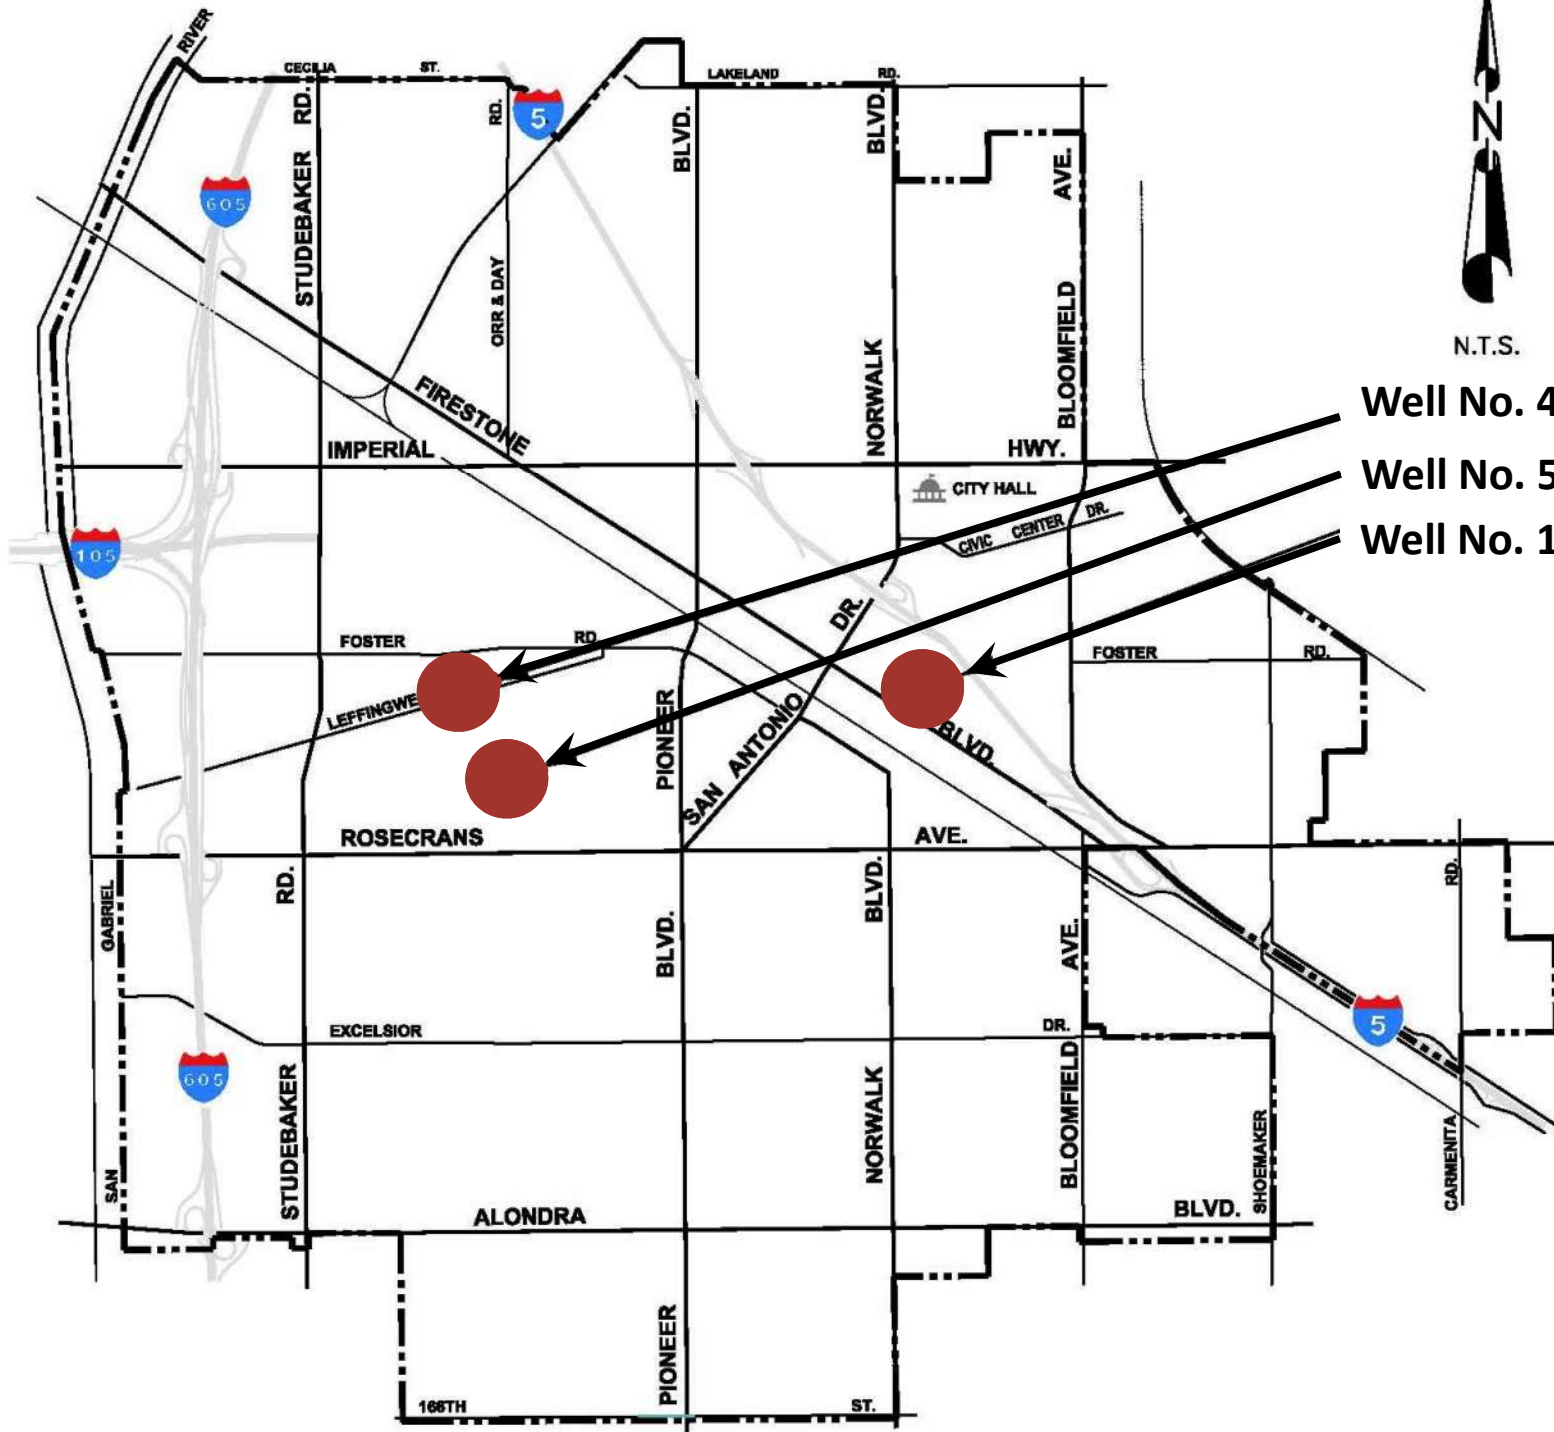 RIVER
CECILIA ST.
LAKELAND RD.
STUDEBAKER RD.
RD.
ORR & DAY
5
BLVD.
BLVD.
AVE.
605
N
N.T.S.
NORWALK
BLOOMFIELD
FIRESTONE
IMPERIAL
HWY.
Well No. 4
CITY HALL
Well No. 5
CIVIC CENTER DR.
Well No. 1
105
FOSTER RD.
DR.
FOSTER RD.
LEFFINGWE
PIONEER
SAN ANTONIO
BLVD.
ROSECRANS
AVE.
RD.
BLVD.
RD.
GABRIEL
BLVD.
AVE.
EXCELSIOR
DR.
5
605
STUDEBAKER
NORWALK
BLOOMFIELD
SHOEMAKER
CARMENITA
SAN
ALONDRA
BLVD.
PIONEER
166TH
ST.